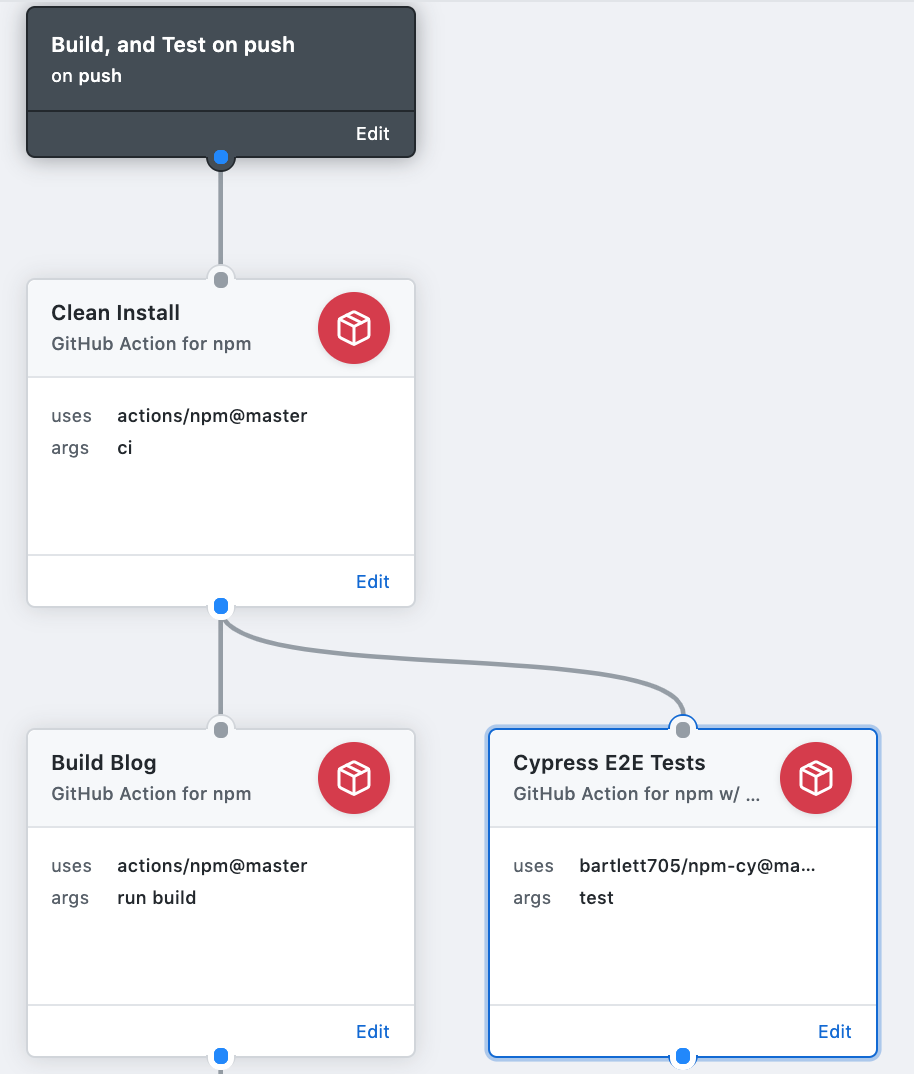 Build, and Test on push
on push
Edit
Clean Install
GitHub Action for npm
uses actions/npm@master
args ci
Edit
Build Blog
GitHub Action for npm
uses actions/npm@master
args run build
Edit
Cypress E2E Tests
GitHub Action for npm w/ ...
uses bartlett705/npm-cy@ma...
args test
Edit